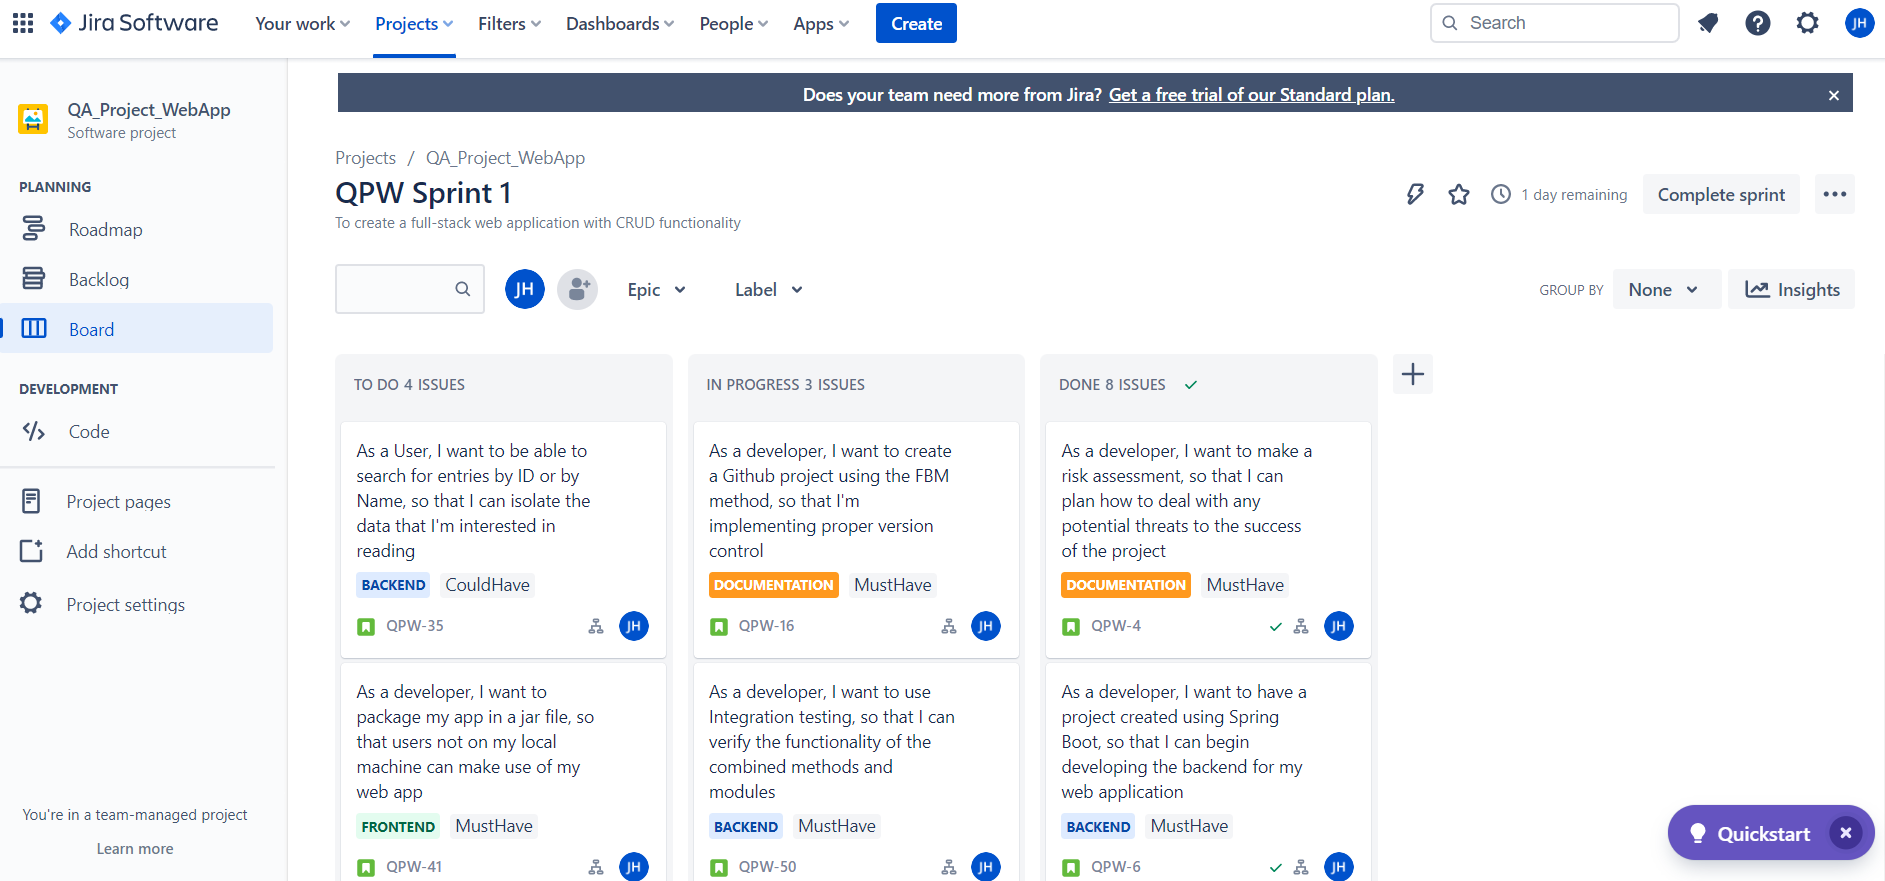 Jira Software
Your work
Projects
Filters
Dashboards
People
Apps
Create
Search
JH
QA_Project_WebApp
Software project
PLANNING
Roadmap
Backlog
Board
DEVELOPMENT
Code
Project pages
Add shortcut
Project settings
You're in a team-managed project
Learn more
Does your team need more from Jira? Get a free trial of our Standard plan.
Projects / QA_Project_WebApp
QPW Sprint 1
To create a full-stack web application with CRUD functionality
1 day remaining
Complete sprint
JH
Epic
Label
GROUP BY
None
Insights
TO DO 4 ISSUES
As a User, I want to be able to
search for entries by ID or by
Name, so that I can isolate the
data that I'm interested in
reading
BACKEND CouldHave
QPW-35 JH
As a developer, I want to
package my app in a jar file, so
that users not on my local
machine can make use of my
web app
FRONTEND MustHave
QPW-41 JH
IN PROGRESS 3 ISSUES
As a developer, I want to create
a Github project using the FBM
method, so that I'm
implementing proper version
control
DOCUMENTATION MustHave
QPW-16 JH
As a developer, I want to use
Integration testing, so that I can
verify the functionality of the
combined methods and
modules
BACKEND MustHave
QPW-50 JH
DONE 8 ISSUES
As a developer, I want to make a
risk assessment, so that I can
plan how to deal with any
potential threats to the success
of the project
DOCUMENTATION MustHave
QPW-4 JH
As a developer, I want to have a
project created using Spring
Boot, so that I can begin
developing the backend for my
web application
BACKEND MustHave
QPW-6 JH
Quickstart